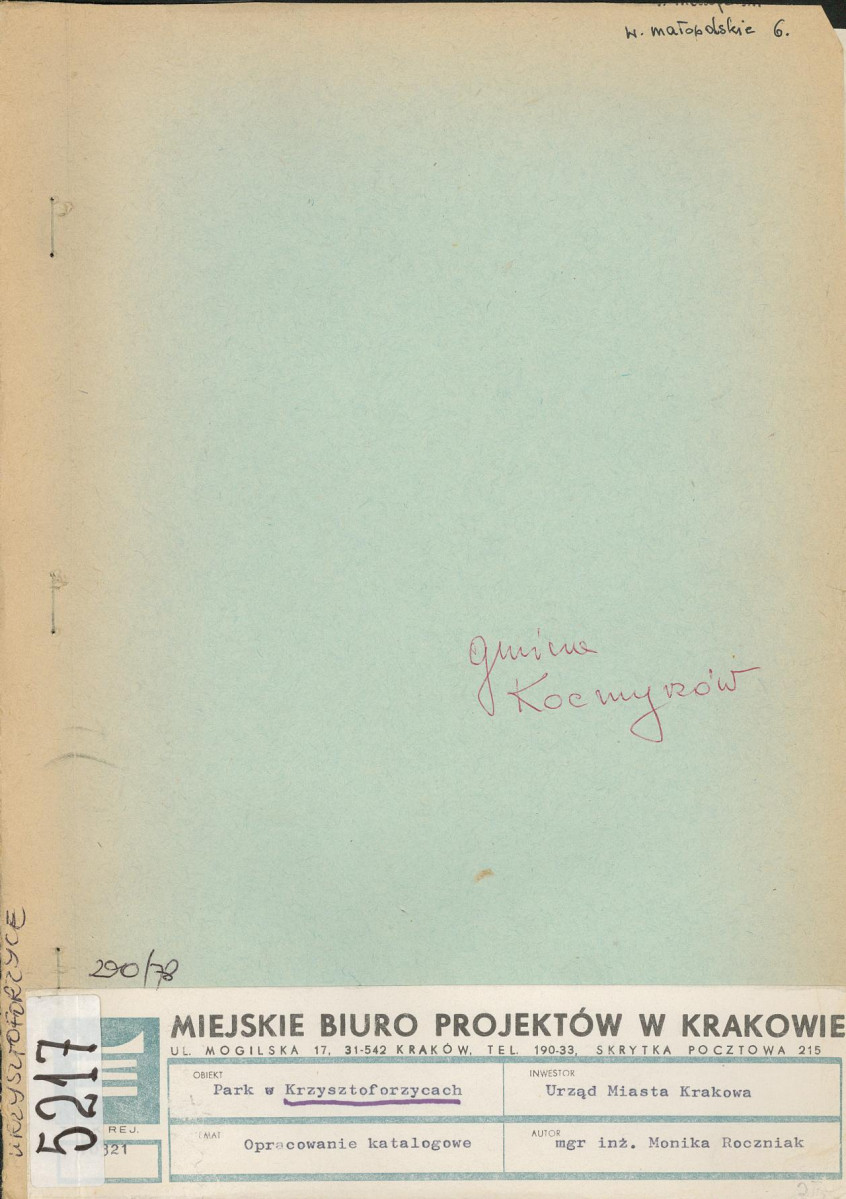 w. małopolskie 6.
gmina
Kocmyrzów
KRZYSZTOFORZYCE
290/78
5217
MIEJSKIE BIURO PROJEKTÓW W KRAKOWIE
UL. MOGILSKA 17, 31-542 KRAKÓW, TEL. 190-33, SKRYTKA POCZTOWA 215
OBIEKT
Park w Krzysztoforzycach
INWESTOR
Urząd Miasta Krakowa
REJ.
321
TEMAT
Opracowanie katalogowe
AUTOR
mgr inż. Monika Roczniak